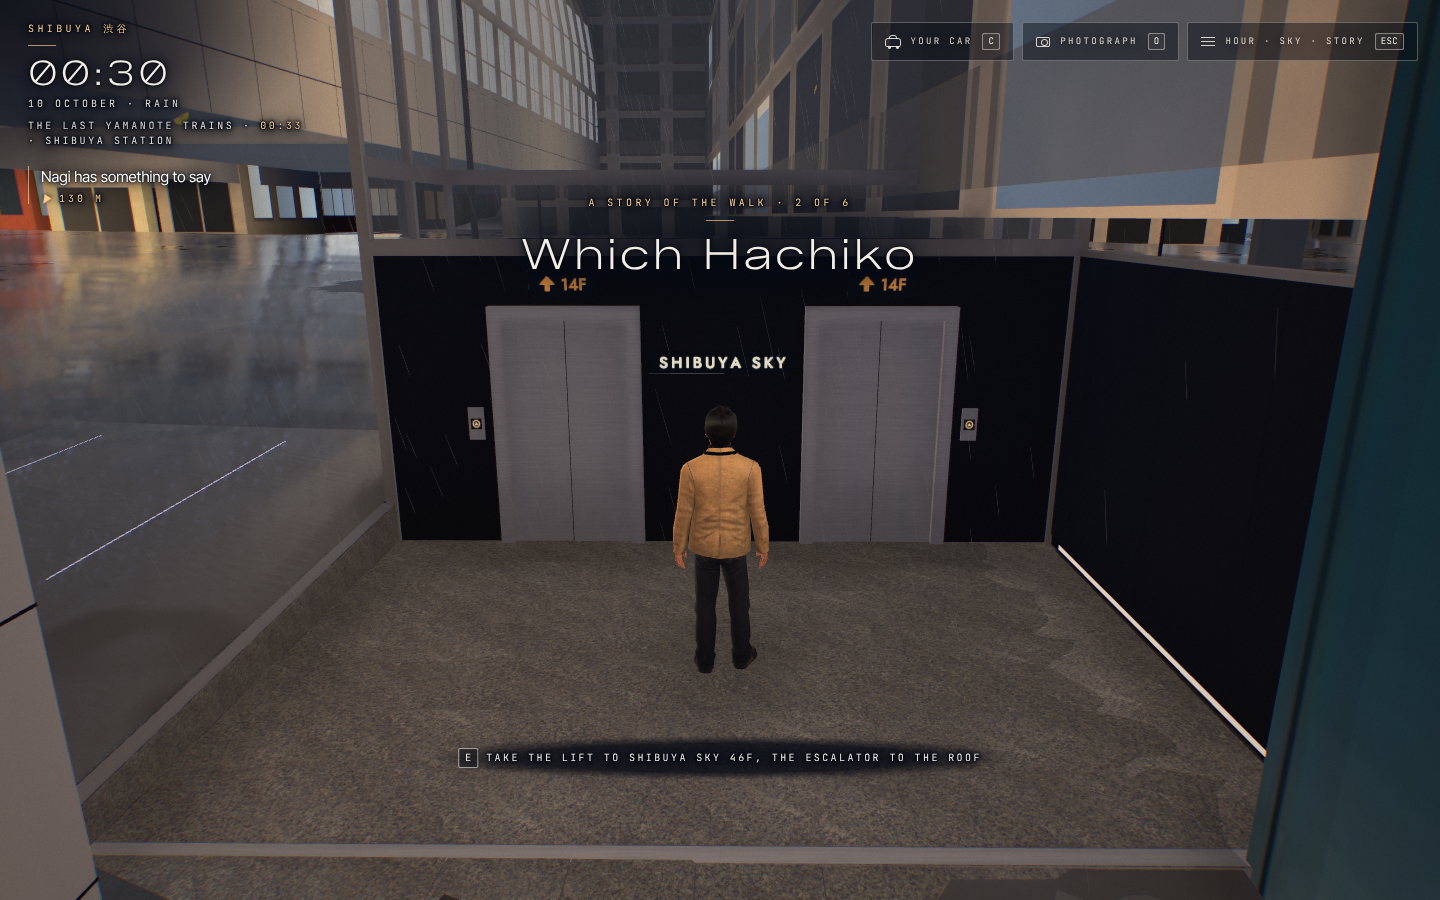 SHIBUYA 渋谷
00:30
10 OCTOBER · RAIN
THE LAST YAMANOTE TRAINS · 00:33
· SHIBUYA STATION
Nagi has something to say
130 M
YOUR CAR C
PHOTOGRAPH O
HOUR · SKY · STORY ESC
A STORY OF THE WALK · 2 OF 6
Which Hachiko
14F
14F
SHIBUYA SKY
E TAKE THE LIFT TO SHIBUYA SKY 46F, THE ESCALATOR TO THE ROOF